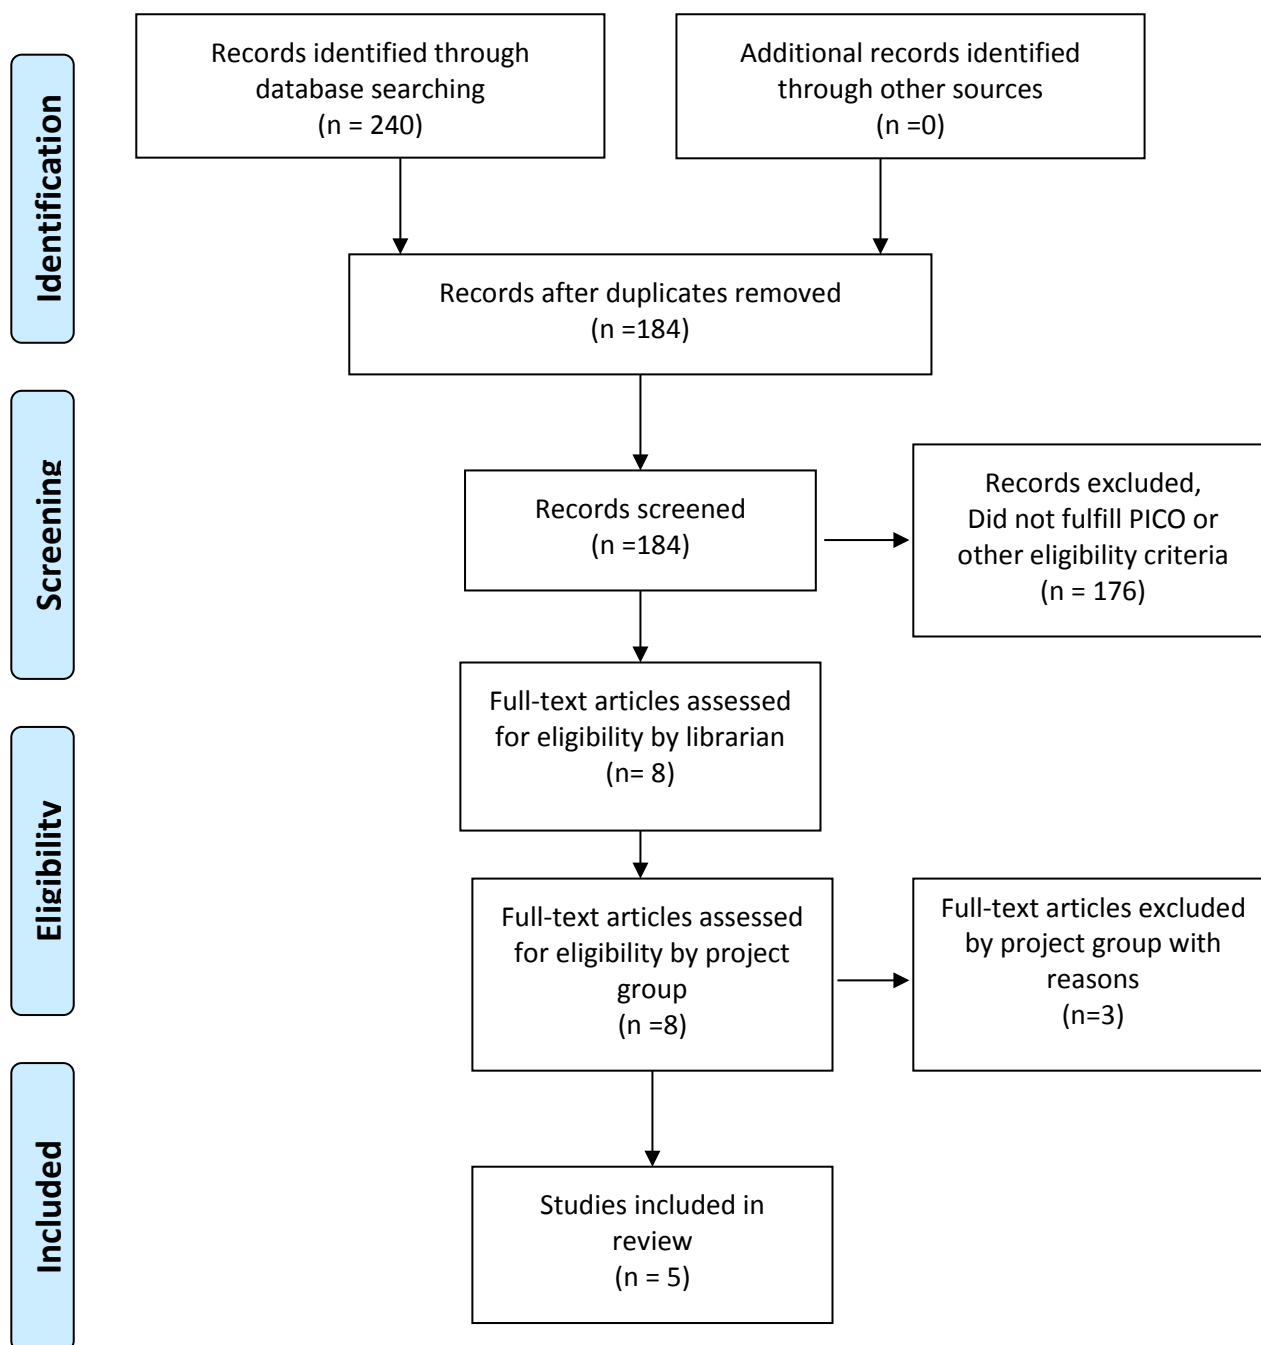 Identification
Records identified through
database searching
(n = 240)
Additional records identified
through other sources
(n =0)
Records after duplicates removed
(n =184)
Screening
Records screened
(n =184)
Records excluded,
Did not fulfill PICO or
other eligibility criteria
(n = 176)
Full-text articles assessed
for eligibility by librarian
(n= 8)
Eligibility
Full-text articles assessed
for eligibility by project
group
(n =8)
Full-text articles excluded
by project group with
reasons
(n=3)
Included
Studies included in
review
(n = 5)